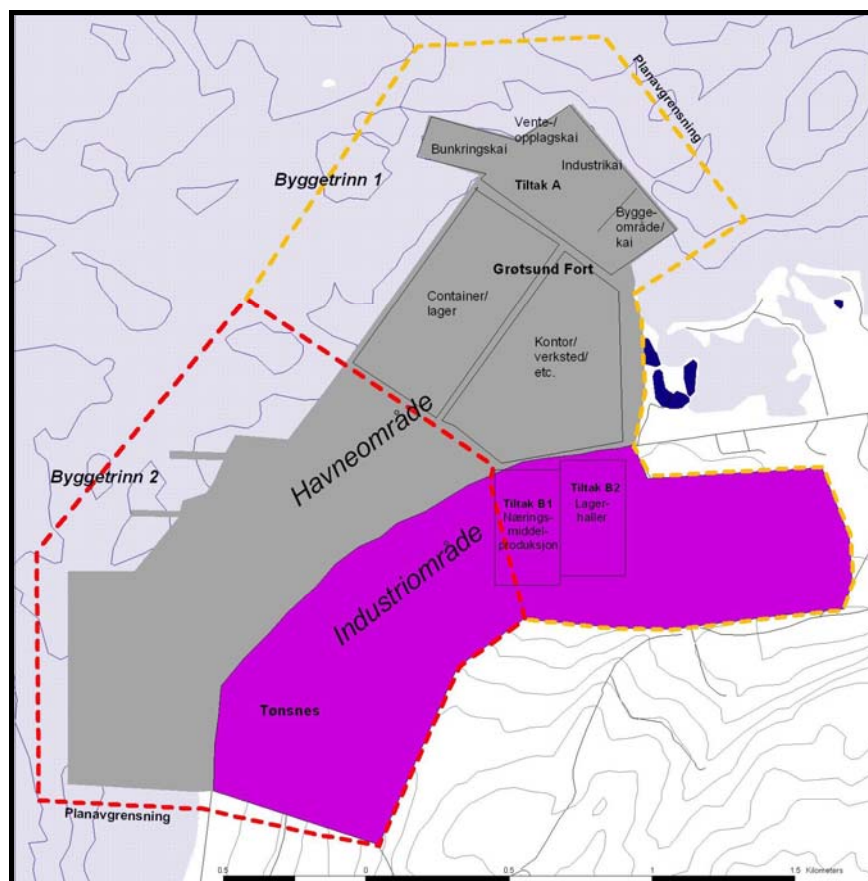 Planavgrensning
Vente-/
opplagskai
Bunkringskai
Industrikai
Byggetrinn 1
Tiltak A
Bygge-
område/
kai
Grøtsund Fort
Container/
lager
Kontor/
verksted/
etc.
Havneområde
Byggetrinn 2
Tiltak B1
Nærings-
middel-
produksjon
Tiltak B2
Lager-
haller
Industriområde
Tønsnes
Planavgrensning
0.5 0 0.5 1 1.5 Kilometers